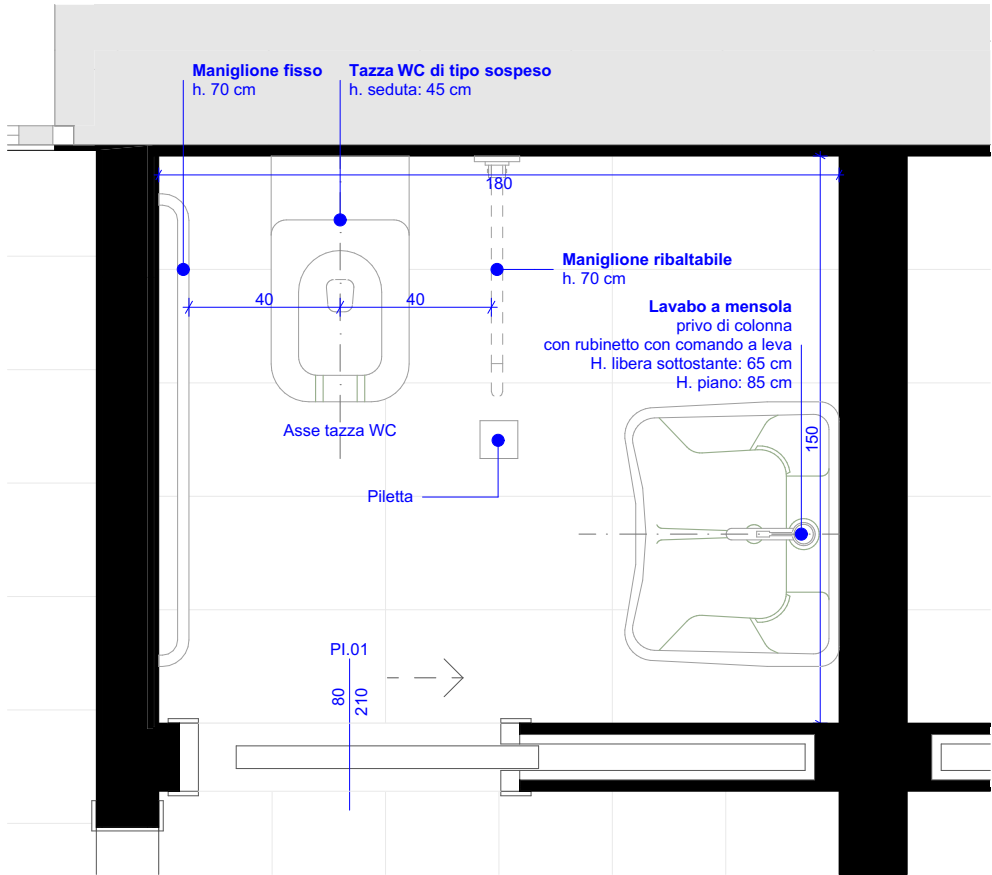 Maniglione fisso
h. 70 cm
Tazza WC di tipo sospeso
h. seduta: 45 cm
180
Maniglione ribaltabile
h. 70 cm
40
40
Lavabo a mensola
privo di colonna
con rubinetto con comando a leva
H. libera sottostante: 65 cm
H. piano: 85 cm
Asse tazza WC
150
Piletta
PI.01
80
210